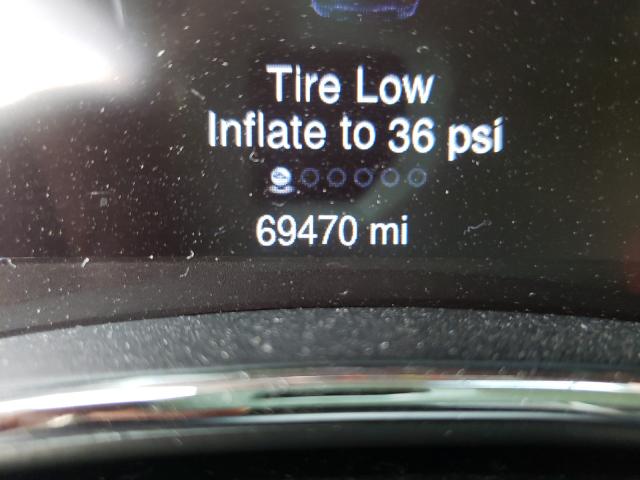 Tire Low
Inflate to 36 psi
69470 mi